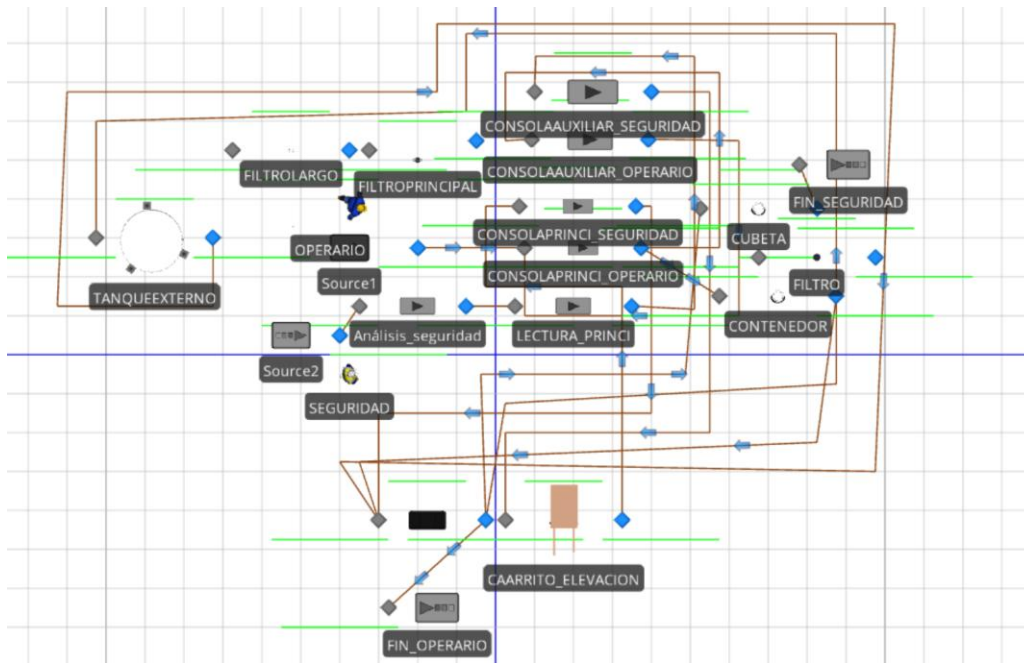 CONSOLAAUXILIAR_SEGURIDAD
CONSOLAAUXILIAR_OPERARIO
FILTROLARGO
FILTROPRINCIPAL
FIN_SEGURIDAD
CONSOLAPRINCI_SEGURIDAD
CUBETA
OPERARIO
CONSOLAPRINCI_OPERARIO
Source1
FILTRO
TANQUEEXTERNO
Análisis_seguridad
LECTURA_PRINCI
CONTENEDOR
Source2
SEGURIDAD
CAARRITO_ELEVACION
FIN_OPERARIO